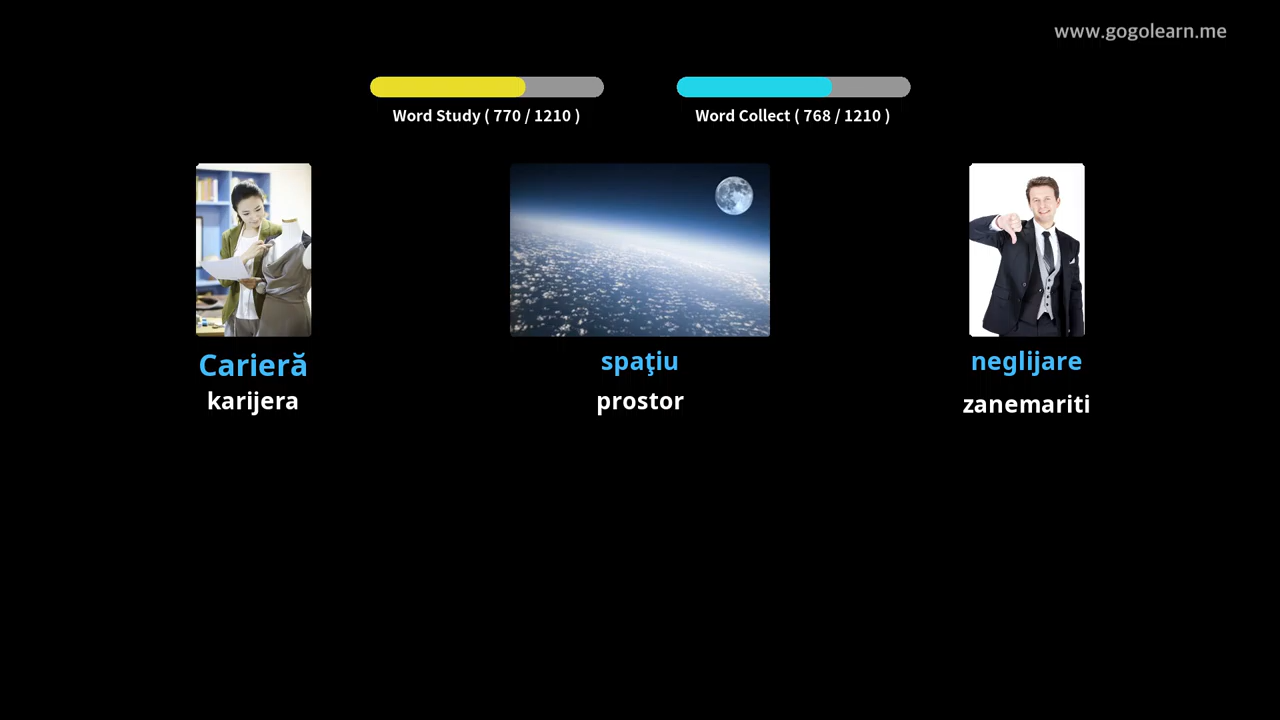 www.gogolearn.me
Word Study ( 770 / 1210 )
Word Collect ( 768 / 1210 )
Carieră
karijera
spaţiu
prostor
neglijare
zanemariti